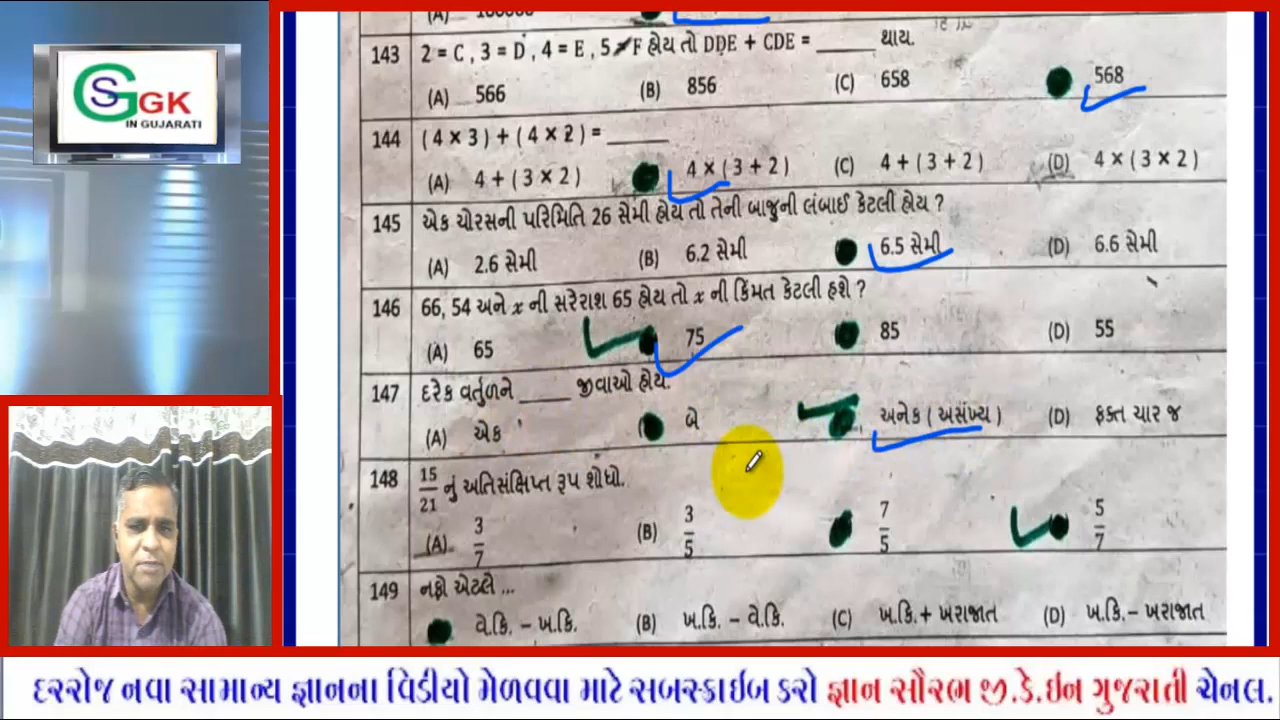 GSGK
IN GUJARATI
(A)
143 2 = C , 3 = D , 4 = E , 5 = F હોય તો DDE + CDE = ______ થાય.
(A) 566 (B) 856 (C) 658 568
144 ( 4 × 3 ) + ( 4 × 2 ) = ______
(A) 4 + ( 3 × 2 ) 4 × ( 3 + 2 ) (C) 4 + ( 3 + 2 ) (D) 4 × ( 3 × 2 )
145 એક ચોરસની પરિમિતિ 26 સેમી હોય તો તેની બાજુની લંબાઈ કેટલી હોય ?
(A) 2.6 સેમી (B) 6.2 સેમી 6.5 સેમી (D) 6.6 સેમી
146 66, 54 અને x ની સરેરાશ 65 હોય તો x ની કિંમત કેટલી હશે ?
(A) 65 75 85 (D) 55
147 દરેક વર્તુળને _____ જીવાઓ હોય.
(A) એક બે અનેક ( અસંખ્ય ) (D) ફક્ત ચાર જ
148 15/21 નું અતિસંક્ષિપ્ત રૂપ શોધો.
(A) 3/7 (B) 3/5 7/5 5/7
149 નફો એટલે ...
વે.કિ. – ખ.કિ. (B) ખ.કિ. – વે.કિ. (C) ખ.કિ. + ખરાજાત (D) ખ.કિ. – ખરાજાત
દરરોજ નવા સામાન્ય જ્ઞાનના વિડીયો મેળવવા માટે સબસ્ક્રાઇબ કરો જ્ઞાન સૌરભ જી.કે.ઇન ગુજરાતી ચેનલ.